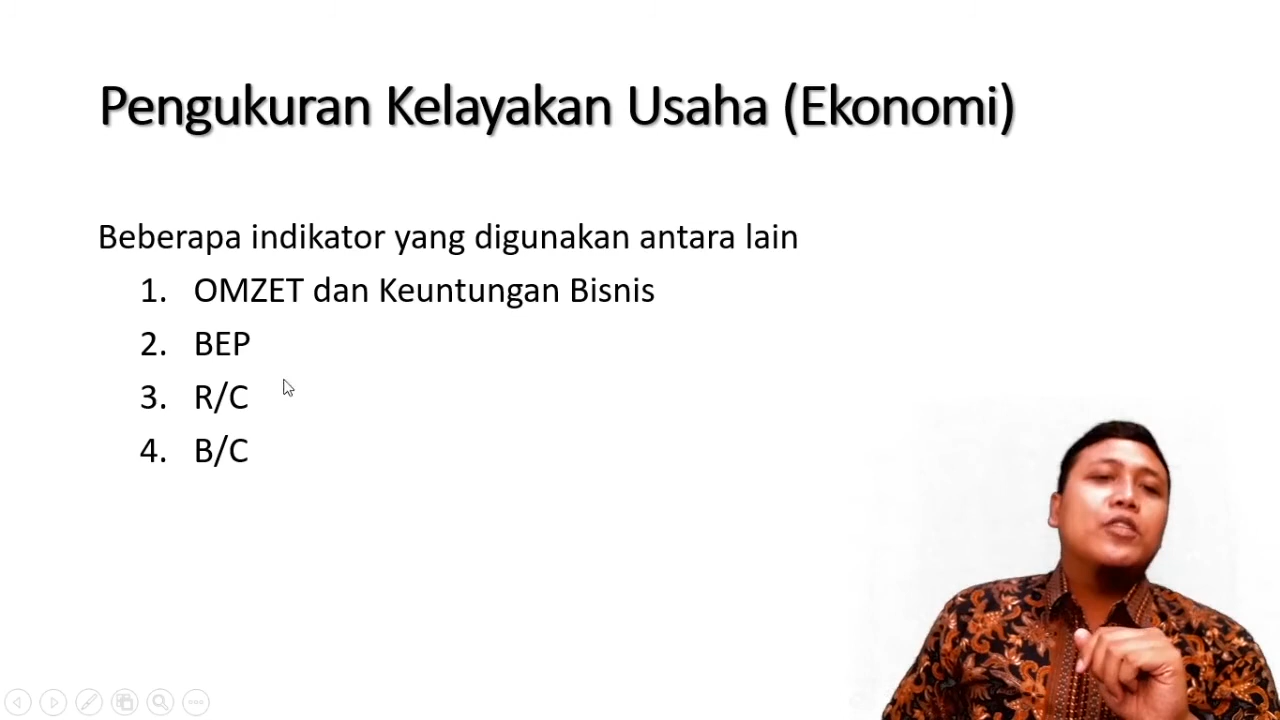 Pengukuran Kelayakan Usaha (Ekonomi)
Beberapa indikator yang digunakan antara lain
1. OMZET dan Keuntungan Bisnis
2. BEP
3. R/C
4. B/C